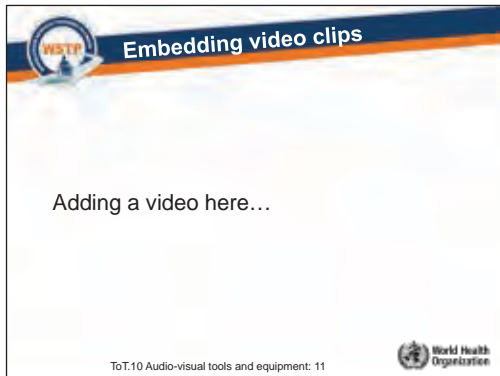 WSTP
Embedding video clips
Adding a video here…
ToT.10 Audio-visual tools and equipment: 11
World Health
Organization